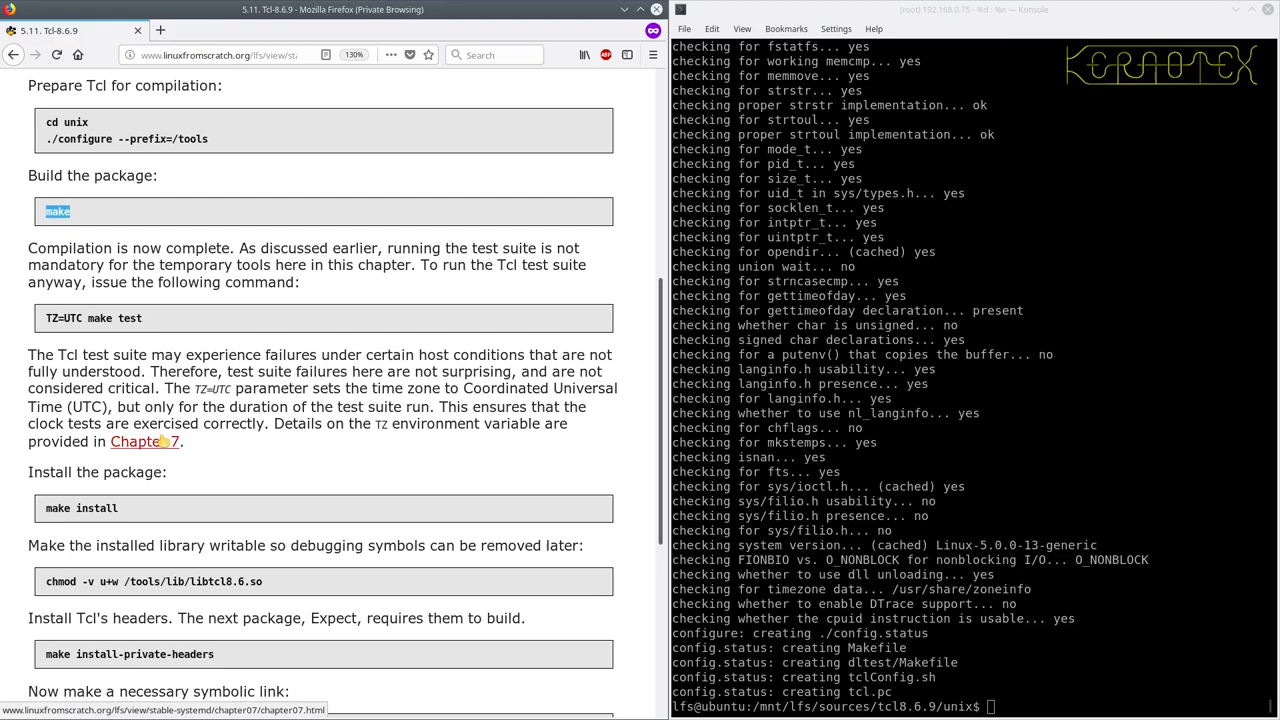 5.11. Tcl-8.6.9 - Mozilla Firefox (Private Browsing)
5.11. Tcl-8.6.9
www.linuxfromscratch.org/lfs/view/sta
130%
Search
ABP
Prepare Tcl for compilation:
cd unix
./configure --prefix=/tools
Build the package:
make
Compilation is now complete. As discussed earlier, running the test suite is not
mandatory for the temporary tools here in this chapter. To run the Tcl test suite
anyway, issue the following command:
TZ=UTC make test
The Tcl test suite may experience failures under certain host conditions that are not
fully understood. Therefore, test suite failures here are not surprising, and are not
considered critical. The TZ=UTC parameter sets the time zone to Coordinated Universal
Time (UTC), but only for the duration of the test suite run. This ensures that the
clock tests are exercised correctly. Details on the TZ environment variable are
provided in Chapter 7.
Install the package:
make install
Make the installed library writable so debugging symbols can be removed later:
chmod -v u+w /tools/lib/libtcl8.6.so
Install Tcl's headers. The next package, Expect, requires them to build.
make install-private-headers
Now make a necessary symbolic link:
www.linuxfromscratch.org/lfs/view/stable-systemd/chapter07/chapter07.html
(root) 192.168.0.75 - %d : %n — Konsole
File Edit View Bookmarks Settings Help
KERNOTEX
checking for fstatfs... yes
checking for working memcmp... yes
checking for memmove... yes
checking for strstr... yes
checking proper strstr implementation... ok
checking for strtoul... yes
checking proper strtoul implementation... ok
checking for mode_t... yes
checking for pid_t... yes
checking for size_t... yes
checking for uid_t in sys/types.h... yes
checking for socklen_t... yes
checking for intptr_t... yes
checking for uintptr_t... yes
checking for opendir... (cached) yes
checking union wait... no
checking for strncasecmp... yes
checking for gettimeofday... yes
checking for gettimeofday declaration... present
checking whether char is unsigned... no
checking signed char declarations... yes
checking for a putenv() that copies the buffer... no
checking langinfo.h usability... yes
checking langinfo.h presence... yes
checking for langinfo.h... yes
checking whether to use nl_langinfo... yes
checking for chflags... no
checking for mkstemps... yes
checking isnan... yes
checking for fts... yes
checking for sys/ioctl.h... (cached) yes
checking sys/filio.h usability... no
checking sys/filio.h presence... no
checking for sys/filio.h... no
checking system version... (cached) Linux-5.0.0-13-generic
checking FIONBIO vs. O_NONBLOCK for nonblocking I/O... O_NONBLOCK
checking whether to use dll unloading... yes
checking for timezone data... /usr/share/zoneinfo
checking whether to enable DTrace support... no
checking whether the cpuid instruction is usable... yes
configure: creating ./config.status
config.status: creating Makefile
config.status: creating dltest/Makefile
config.status: creating tclConfig.sh
config.status: creating tcl.pc
lfs@ubuntu:/mnt/lfs/sources/tcl8.6.9/unix$